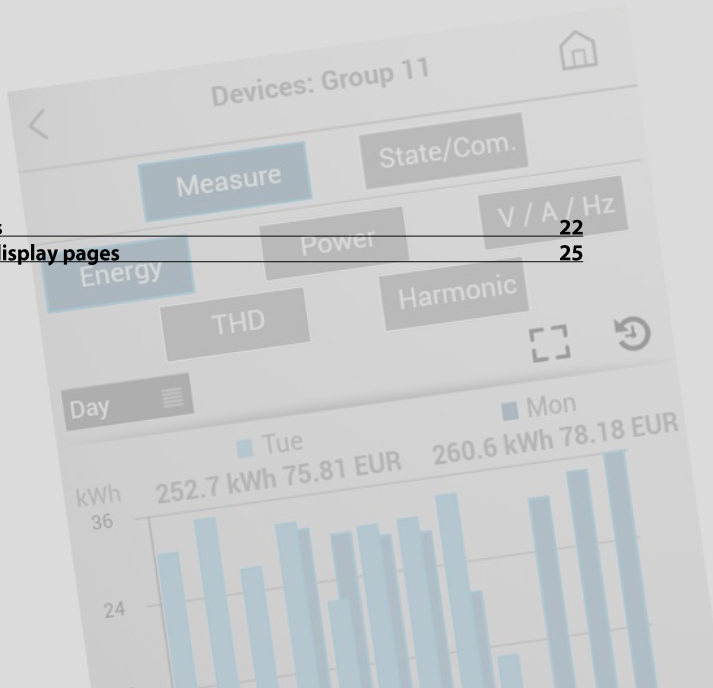 Devices: Group 11
Measure
State/Com.
s 22
isplay pages 25
Energy
Power
V / A / Hz
THD
Harmonic
Day
Tue
252.7 kWh 75.81 EUR
Mon
260.6 kWh 78.18 EUR
kWh
36
24